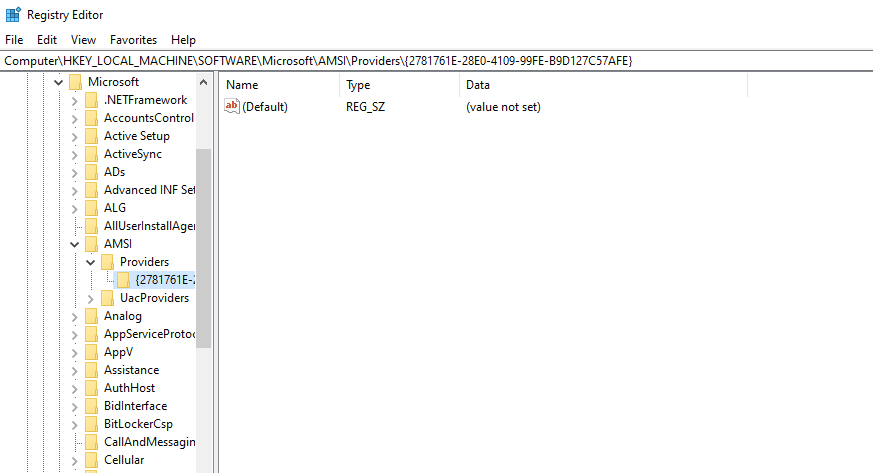 Registry Editor
File Edit View Favorites Help
Computer\HKEY_LOCAL_MACHINE\SOFTWARE\Microsoft\AMSI\Providers\{2781761E-28E0-4109-99FE-B9D127C57AFE}
Microsoft
.NETFramework
AccountsControl
Active Setup
ActiveSync
ADs
Advanced INF Set
ALG
AllUserInstallAgen
AMSI
Providers
{2781761E-2
UacProviders
Analog
AppServiceProtoc
AppV
Assistance
AuthHost
BidInterface
BitLockerCsp
CallAndMessagin
Cellular
Name Type Data
ab (Default) REG_SZ (value not set)